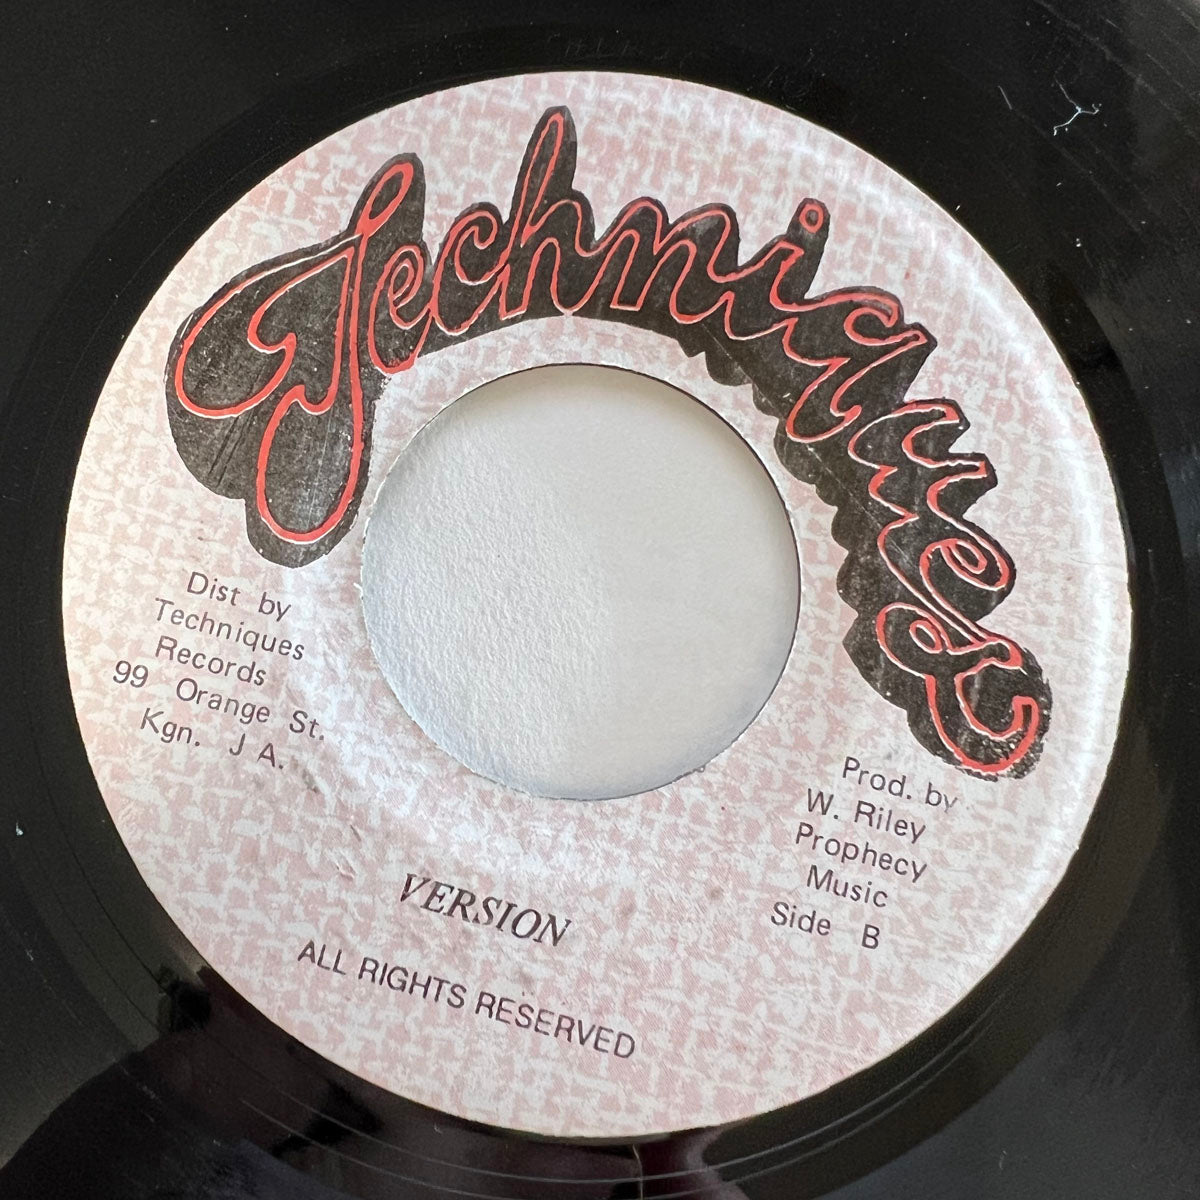 Techniques
Dist by
Techniques
Records
99 Orange St.
Kgn. J A.
Prod. by
W. Riley
Prophecy
Music
Side B
VERSION
ALL RIGHTS RESERVED